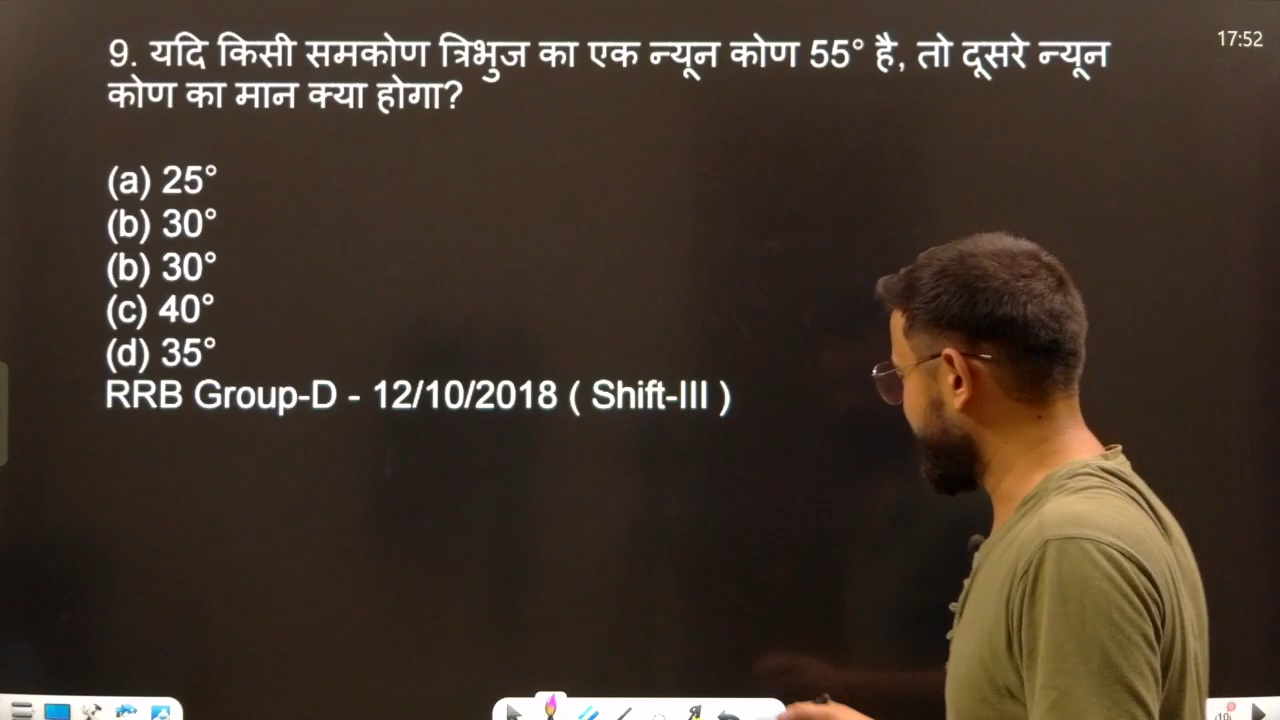 9. यदि किसी समकोण त्रिभुज का एक न्यून कोण 55° है, तो दूसरे न्यून
कोण का मान क्या होगा?
(a) 25°
(b) 30°
(b) 30°
(c) 40°
(d) 35°
RRB Group-D - 12/10/2018 ( Shift-III )
17:52